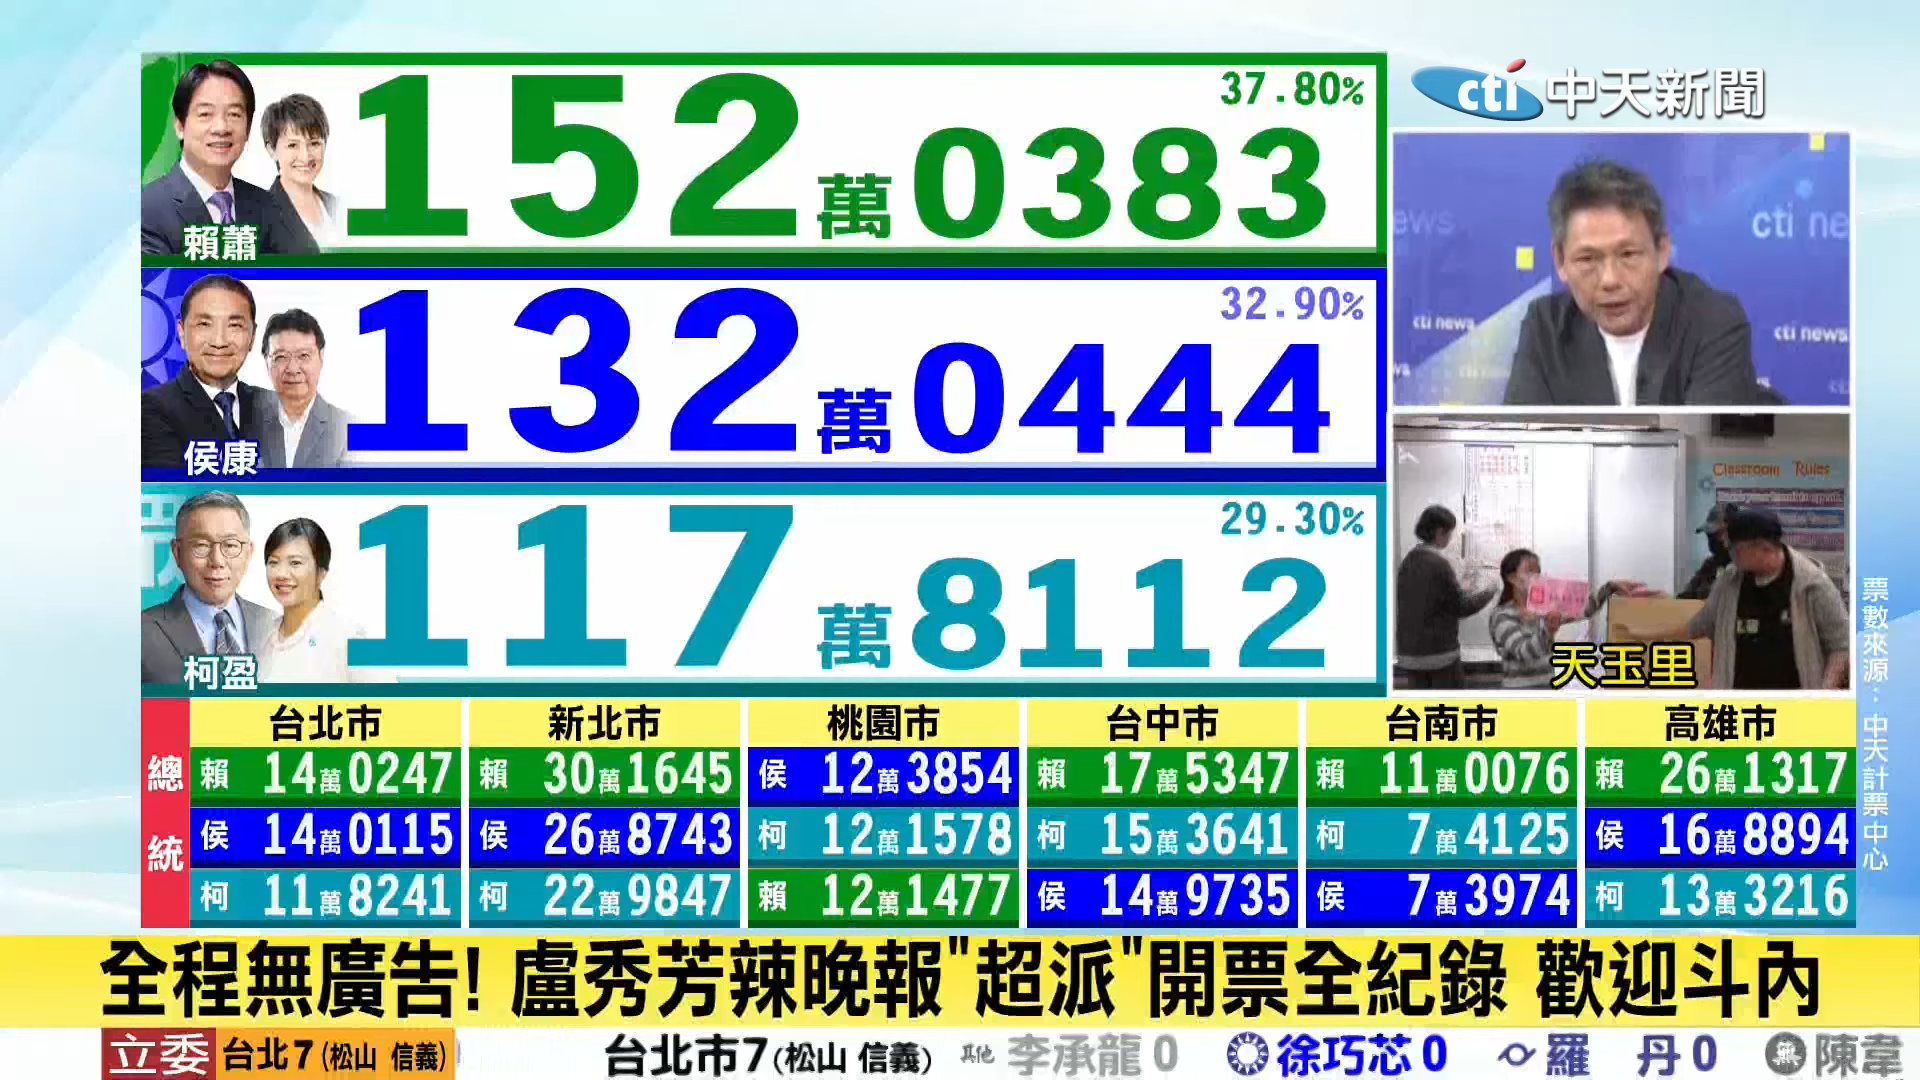 37.80%
152萬0383
賴蕭
32.90%
132萬0444
侯康
29.30%
117萬8112
柯盈
cti 中天新聞
cti news
cti news
cti news
天玉里
Classroom Rules
票數來源：中天計票中心
總統
台北市
賴 14萬0247
侯 14萬0115
柯 11萬8241
新北市
賴 30萬1645
侯 26萬8743
柯 22萬9847
桃園市
侯 12萬3854
柯 12萬1578
賴 12萬1477
台中市
賴 17萬5347
柯 15萬3641
侯 14萬9735
台南市
賴 11萬0076
柯 7萬4125
侯 7萬3974
高雄市
賴 26萬1317
侯 16萬8894
柯 13萬3216
全程無廣告! 盧秀芳辣晚報"超派"開票全紀錄 歡迎斗內
立委 台北7(松山 信義)
台北市7(松山 信義) 其他 李承龍 0 徐巧芯 0 羅 丹 0 無 陳韋